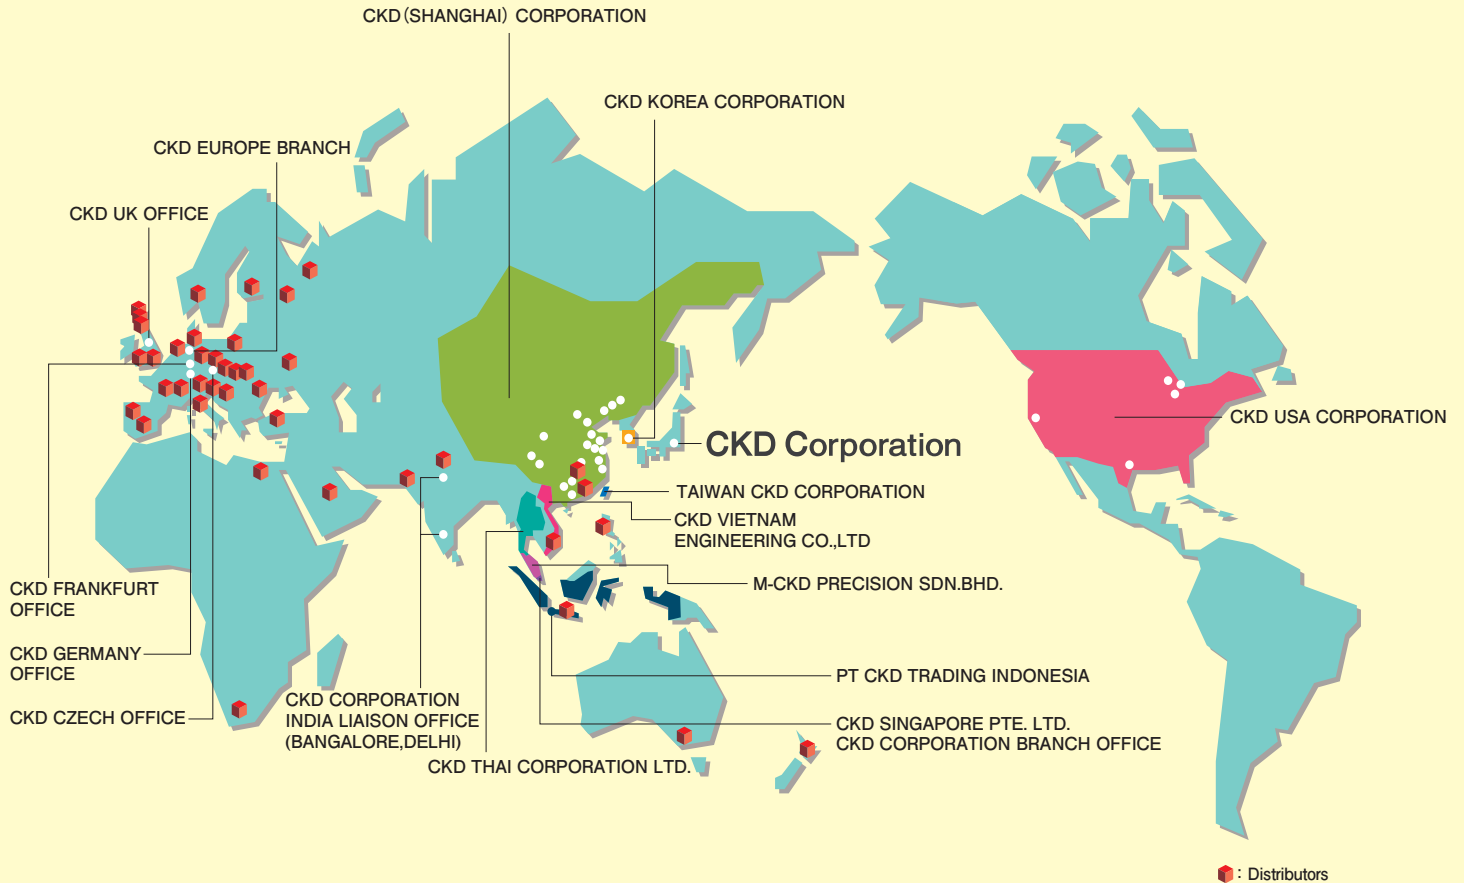 CKD(SHANGHAI) CORPORATION
CKD KOREA CORPORATION
CKD EUROPE BRANCH
CKD UK OFFICE
CKD USA CORPORATION
CKD Corporation
TAIWAN CKD CORPORATION
CKD VIETNAM
ENGINEERING CO.,LTD
M-CKD PRECISION SDN.BHD.
CKD FRANKFURT
OFFICE
CKD GERMANY
OFFICE
CKD CZECH OFFICE
CKD CORPORATION
INDIA LIAISON OFFICE
(BANGALORE,DELHI)
CKD THAI CORPORATION LTD.
PT CKD TRADING INDONESIA
CKD SINGAPORE PTE. LTD.
CKD CORPORATION BRANCH OFFICE
: Distributors